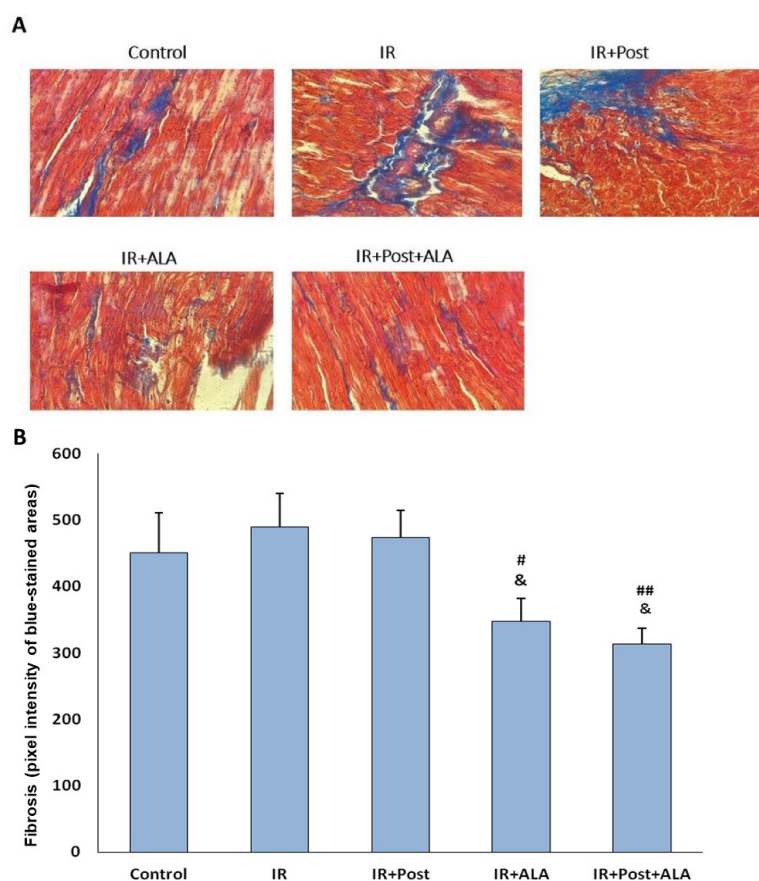 A
Control IR IR+Post
IR+ALA IR+Post+ALA
B
Fibrosis (pixel intensity of blue-stained areas)
600
500
400
300
200
100
0
#
&
##
&
Control IR IR+Post IR+ALA IR+Post+ALA